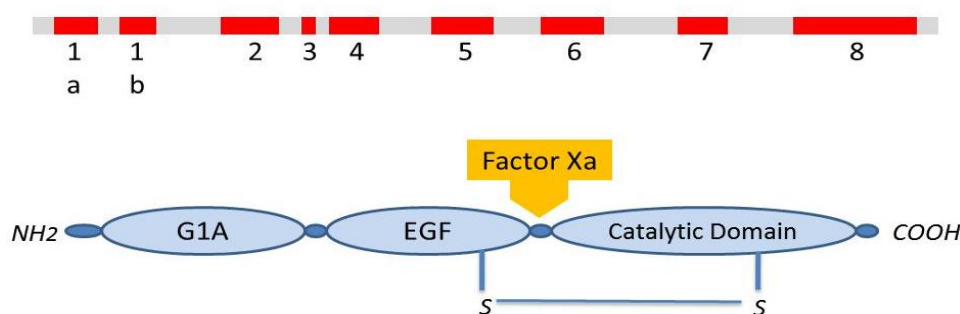 1 1 2 3 4 5 6 7 8
a b
Factor Xa
NH2 G1A EGF Catalytic Domain COOH
S S